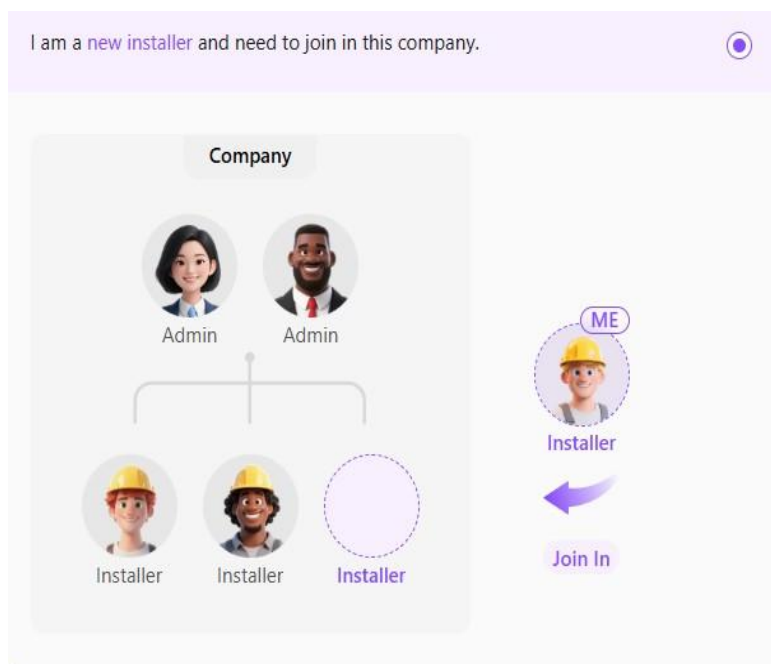 I am a new installer and need to join in this company.
Company
Admin
Admin
ME
Installer
Installer
Installer
Installer
Join In